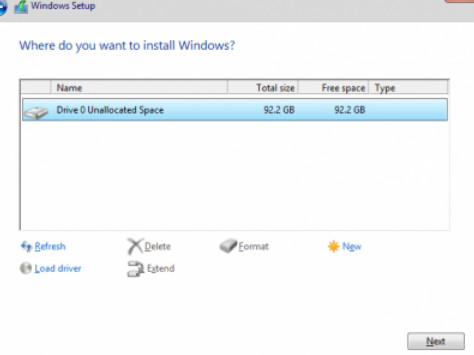 Windows Setup
Where do you want to install Windows?
Name Total size Free space Type
Drive 0 Unallocated Space 92.2 GB 92.2 GB
Refresh Delete Format New
Load driver Extend
Next